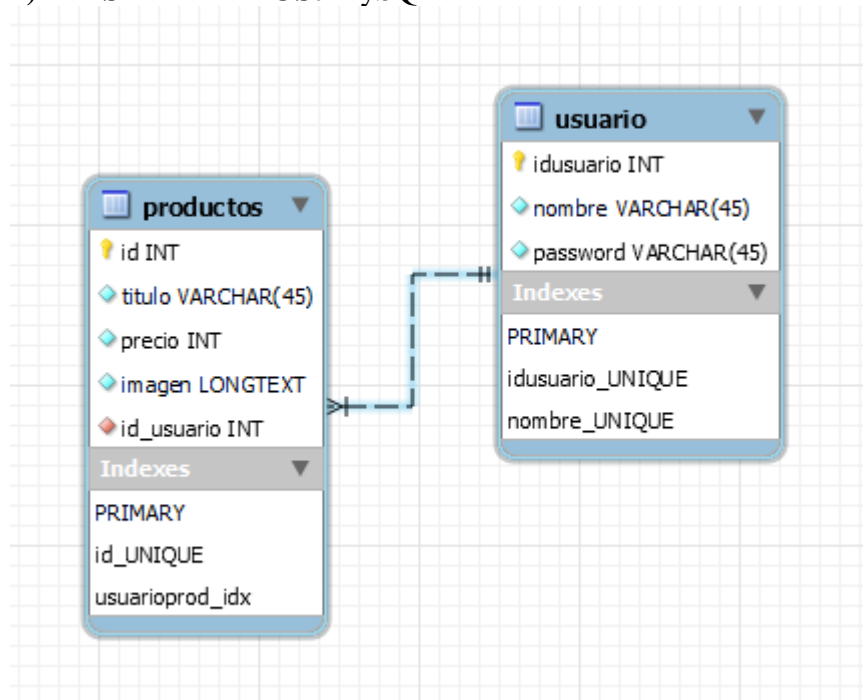 productos
id INT
titulo VARCHAR(45)
precio INT
imagen LONGTEXT
id_usuario INT
Indexes
PRIMARY
id_UNIQUE
usuarioprod_idx
usuario
idusuario INT
nombre VARCHAR(45)
password VARCHAR(45)
Indexes
PRIMARY
idusuario_UNIQUE
nombre_UNIQUE